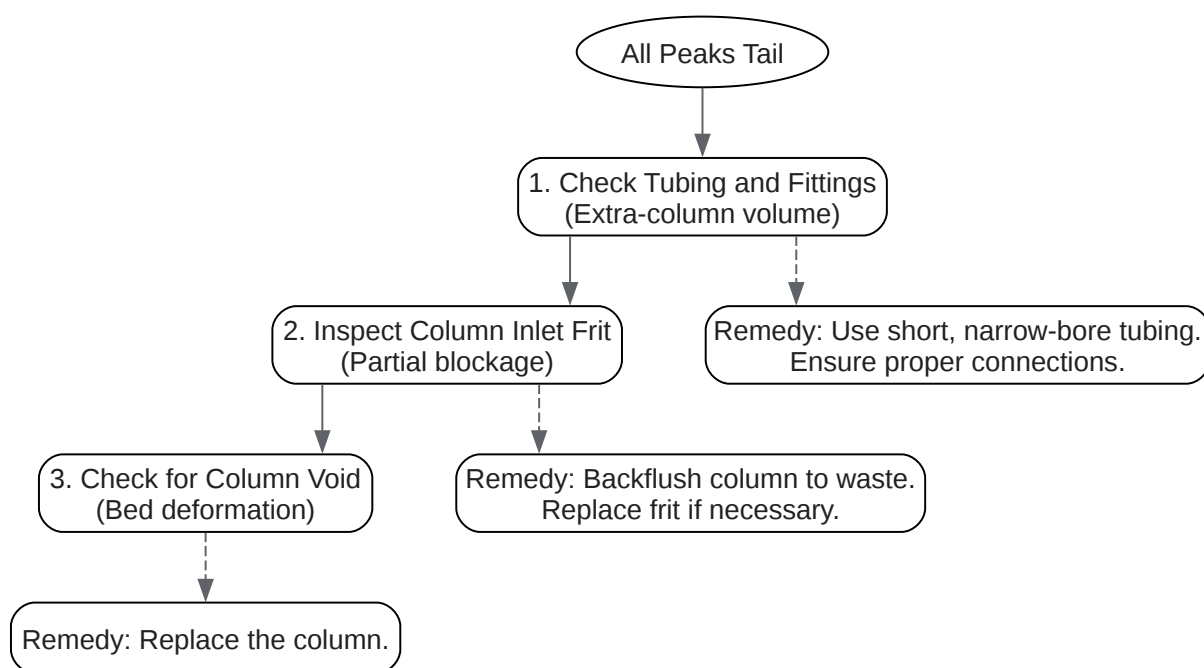 All Peaks Tail
1. Check Tubing and Fittings
(Extra-column volume)
2. Inspect Column Inlet Frit
(Partial blockage)
Remedy: Use short, narrow-bore tubing.
Ensure proper connections.
3. Check for Column Void
(Bed deformation)
Remedy: Backflush column to waste.
Replace frit if necessary.
Remedy: Replace the column.